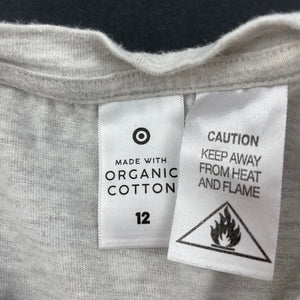 MADE WITH
ORGANIC
COTTON
12
CAUTION
KEEP AWAY
FROM HEAT
AND FLAME